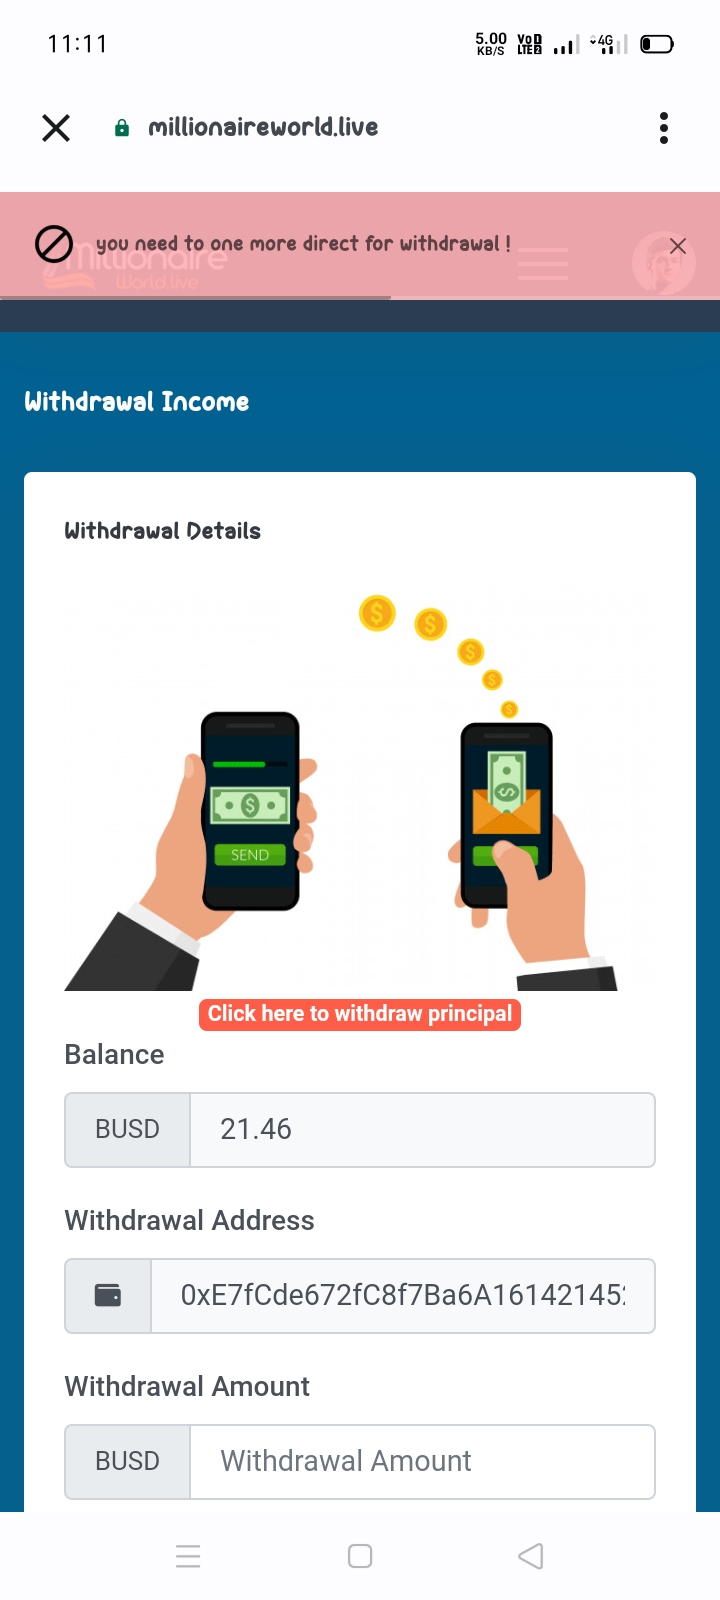 11:11
5.00 KB/S
VoD LTE2
4G
millionaireworld.live
you need to one more direct for withdrawal !
Millionaire
World.live
Withdrawal Income
Withdrawal Details
SEND
Click here to withdraw principal
Balance
BUSD 21.46
Withdrawal Address
0xE7fCde672fC8f7Ba6A16142145
Withdrawal Amount
BUSD Withdrawal Amount